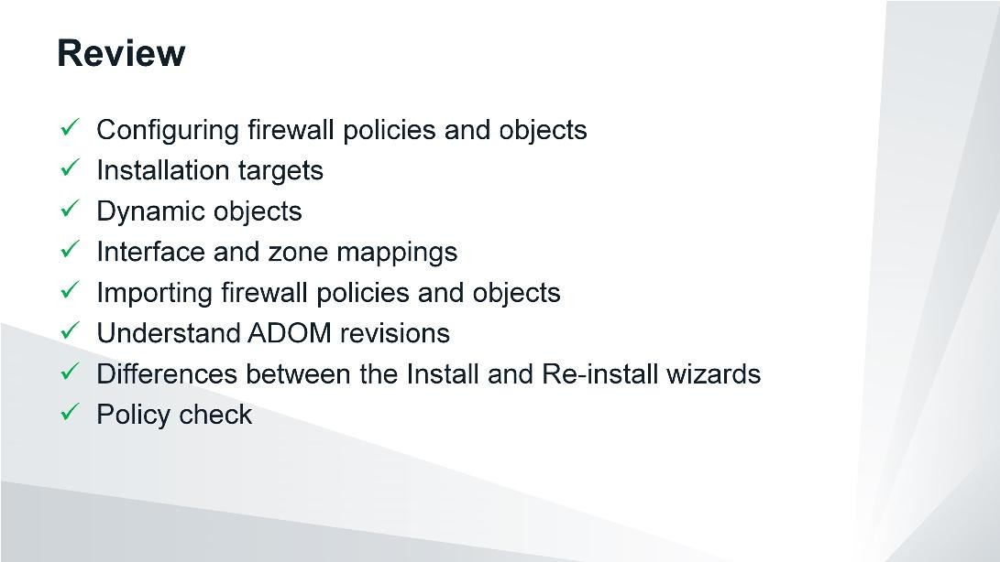 Review
✓ Configuring firewall policies and objects
✓ Installation targets
✓ Dynamic objects
✓ Interface and zone mappings
✓ Importing firewall policies and objects
✓ Understand ADOM revisions
✓ Differences between the Install and Re-install wizards
✓ Policy check